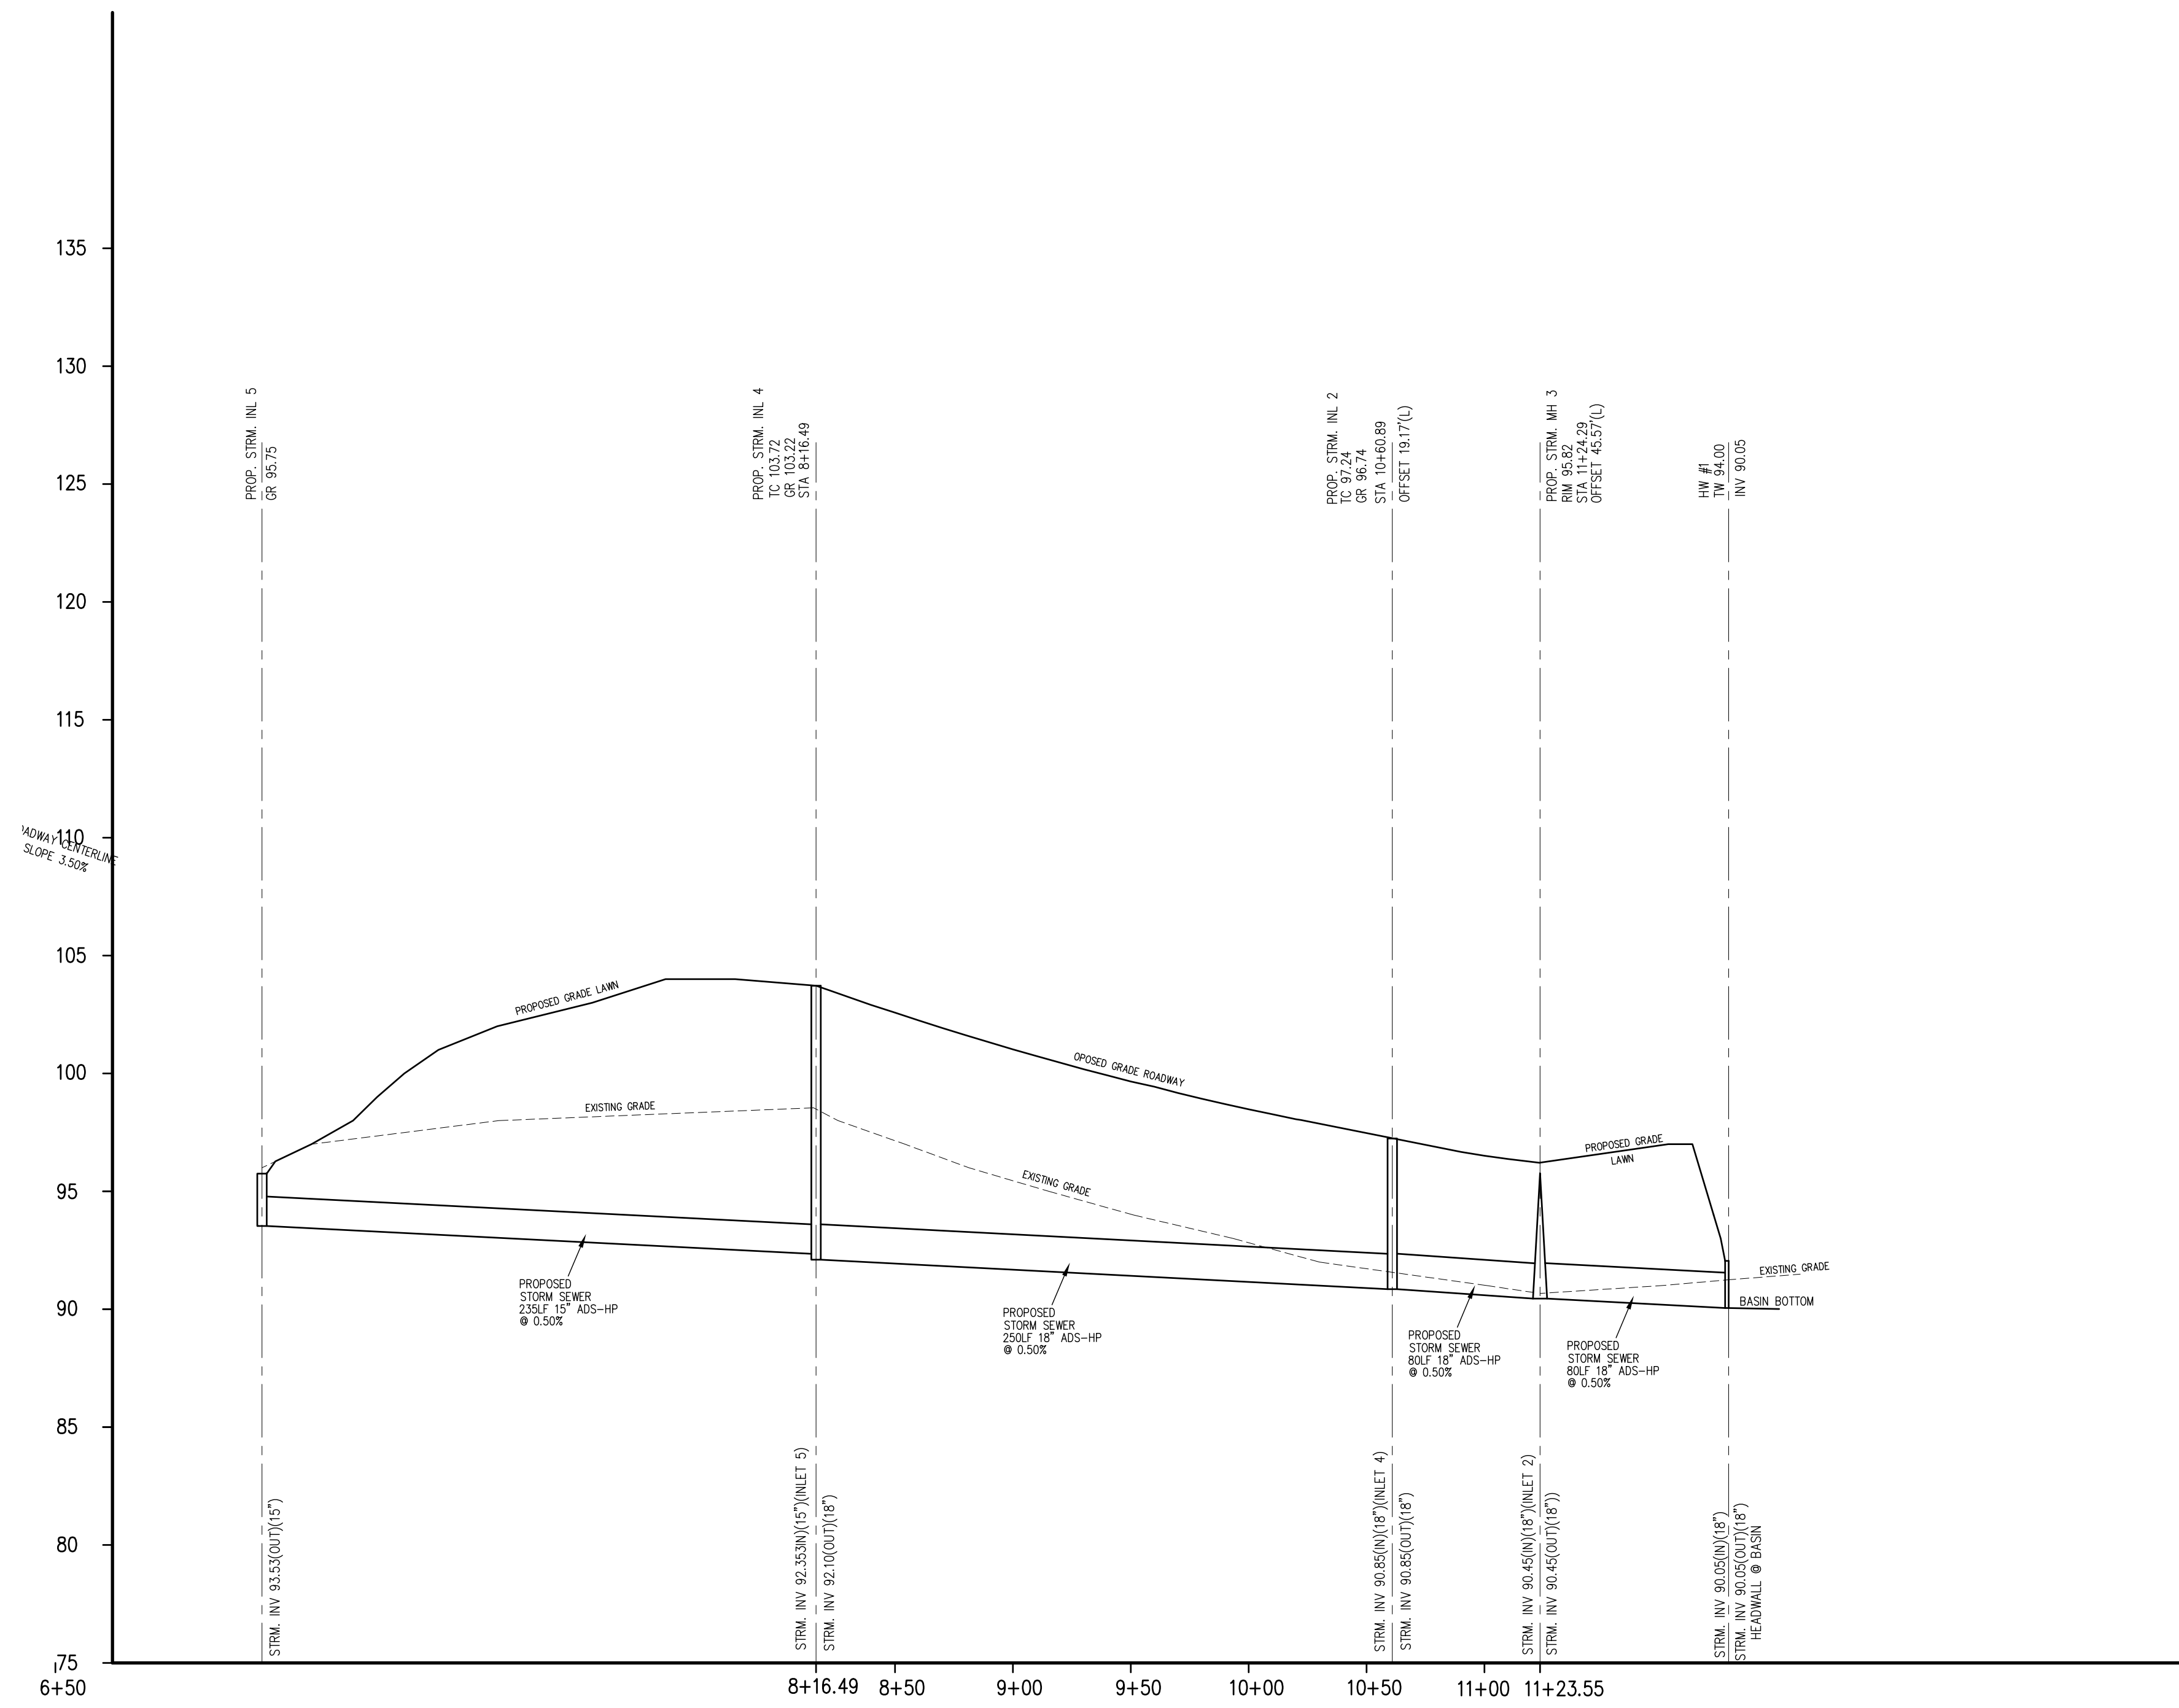 135
130
125
120
115
110
105
100
95
90
85
80
75
OADWAY CENTERLINE
SLOPE 3.50%
PROP. STRM. INL 5
GR 95.75
PROP. STRM. INL 4
TC 103.72
GR 103.22
STA 8+16.49
PROP. STRM. INL 2
TC 97.24
GR 96.74
STA 10+60.89
OFFSET 19.17'(L)
PROP. STRM. MH 3
RIM 95.82
STA 11+24.29
OFFSET 45.57'(L)
HW #1
TW 94.00
INV 90.05
PROPOSED GRADE LAWN
EXISTING GRADE
OPOSED GRADE ROADWAY
EXISTING GRADE
PROPOSED GRADE
LAWN
EXISTING GRADE
BASIN BOTTOM
PROPOSED
STORM SEWER
235LF 15" ADS-HP
@ 0.50%
PROPOSED
STORM SEWER
250LF 18" ADS-HP
@ 0.50%
PROPOSED
STORM SEWER
80LF 18" ADS-HP
@ 0.50%
PROPOSED
STORM SEWER
80LF 18" ADS-HP
@ 0.50%
STRM. INV 93.53(OUT)(15")
STRM. INV 92.353IN)(15")(INLET 5)
STRM. INV 92.10(OUT)(18")
STRM. INV 90.85(IN)(18")(INLET 4)
STRM. INV 90.85(OUT)(18")
STRM. INV 90.45(IN)(18")(INLET 2)
STRM. INV 90.45(OUT)(18"))
STRM. INV 90.05(IN)(18")
STRM. INV 90.05(OUT)(18")
HEADWALL @ BASIN
6+50
8+16.49
8+50
9+00
9+50
10+00
10+50
11+00
11+23.55